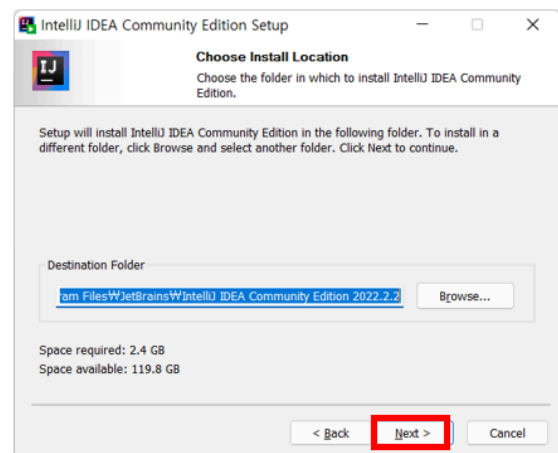 IntelliJ IDEA Community Edition Setup
IJ
Choose Install Location
Choose the folder in which to install IntelliJ IDEA Community
Edition.
Setup will install IntelliJ IDEA Community Edition in the following folder. To install in a
different folder, click Browse and select another folder. Click Next to continue.
Destination Folder
am Files₩JetBrains₩IntelliJ IDEA Community Edition 2022.2.2
Browse...
Space required: 2.4 GB
Space available: 119.8 GB
< Back
Next >
Cancel